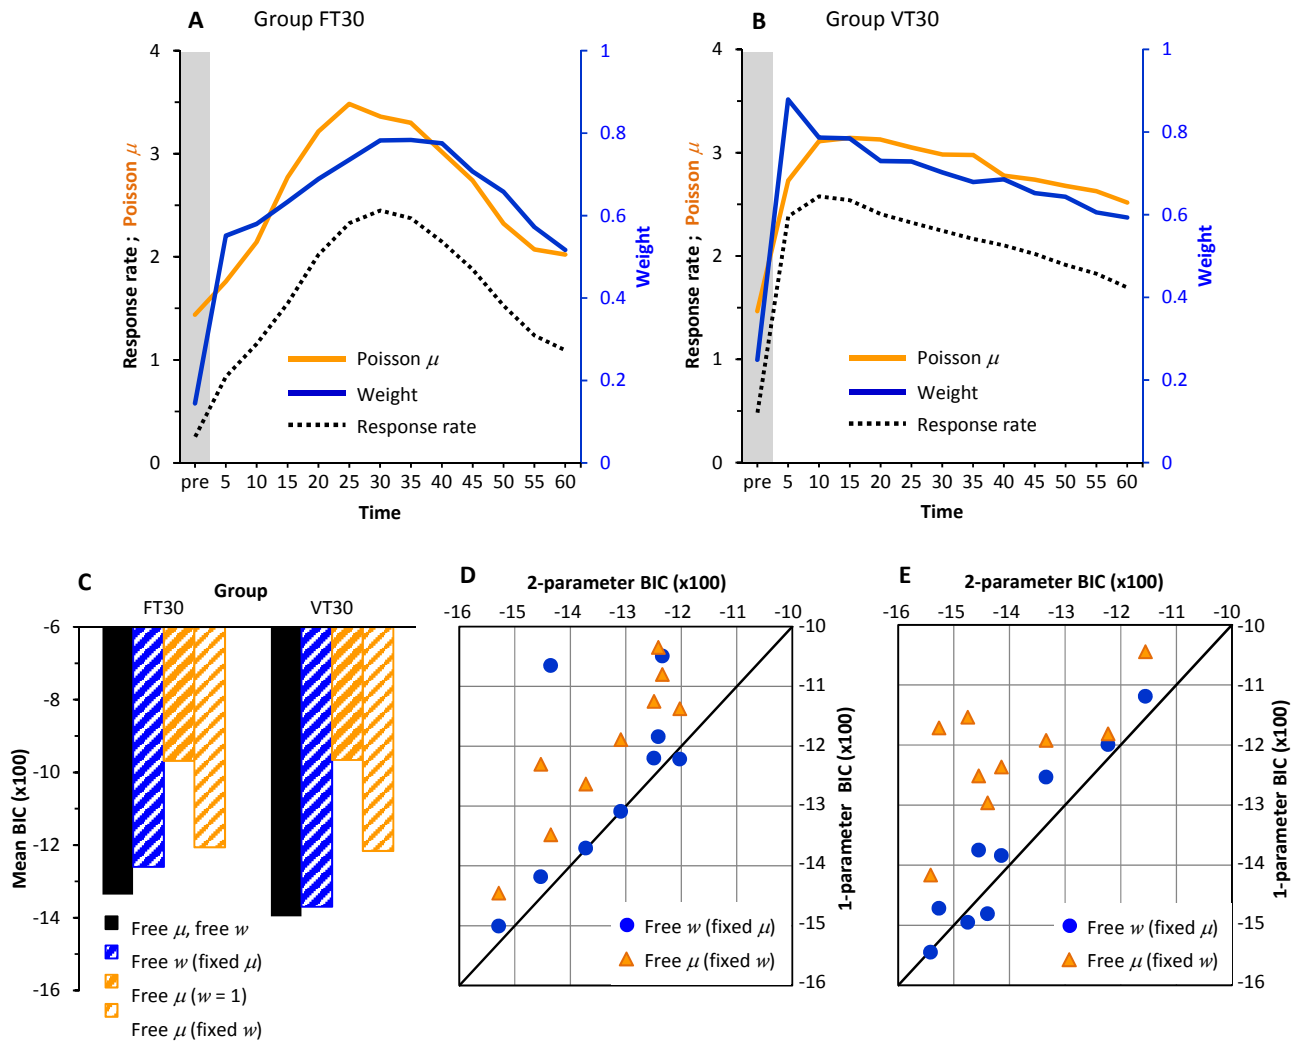 A Group FT30
4
3
2
1
0
Response rate ; Poisson μ
1
0.8
0.6
0.4
0.2
0
Weight
Poisson μ
Weight
Response rate
pre 5 10 15 20 25 30 35 40 45 50 55 60
Time
B Group VT30
4
3
2
1
0
Response rate ; Poisson μ
1
0.8
0.6
0.4
0.2
0
Weight
Poisson μ
Weight
Response rate
pre 5 10 15 20 25 30 35 40 45 50 55 60
Time
C
Group
FT30 VT30
-6
-8
-10
-12
-14
-16
Mean BIC (x100)
Free μ, free w
Free w (fixed μ)
Free μ (w = 1)
Free μ (fixed w)
D
2-parameter BIC (x100)
-16 -15 -14 -13 -12 -11 -10
-10
-11
-12
-13
-14
-15
-16
1-parameter BIC (x100)
Free w (fixed μ)
Free μ (fixed w)
E
2-parameter BIC (x100)
-16 -15 -14 -13 -12 -11 -10
-10
-11
-12
-13
-14
-15
-16
1-parameter BIC (x100)
Free w (fixed μ)
Free μ (fixed w)